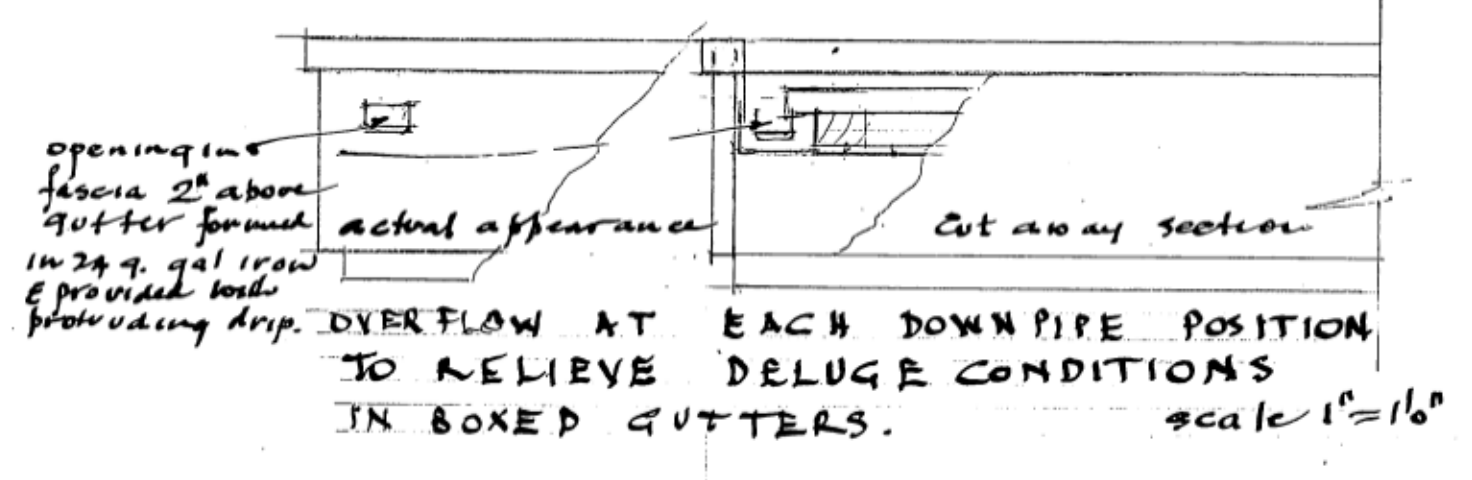 opening in
fascia 2" above
gutter formed
in 24 g. gal iron
& provided with
protruding drip.
actual appearance
Cut away section
OVERFLOW AT EACH DOWNPIPE POSITION
TO RELIEVE DELUGE CONDITIONS
IN BOXED GUTTERS.
scale 1"=1'0"